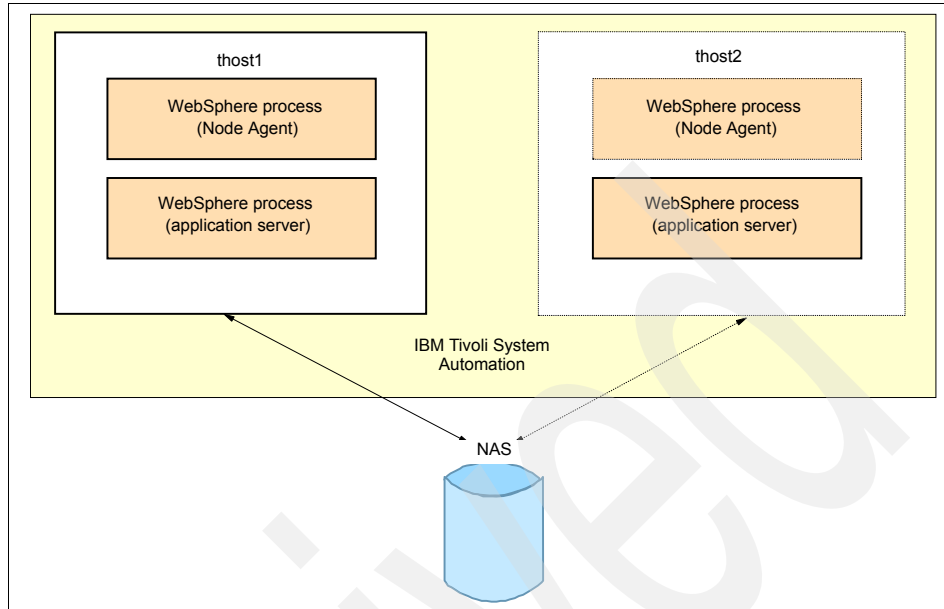 thost1
WebSphere process
(Node Agent)
WebSphere process
(application server)
thost2
WebSphere process
(Node Agent)
WebSphere process
(application server)
IBM Tivoli System
Automation
NAS